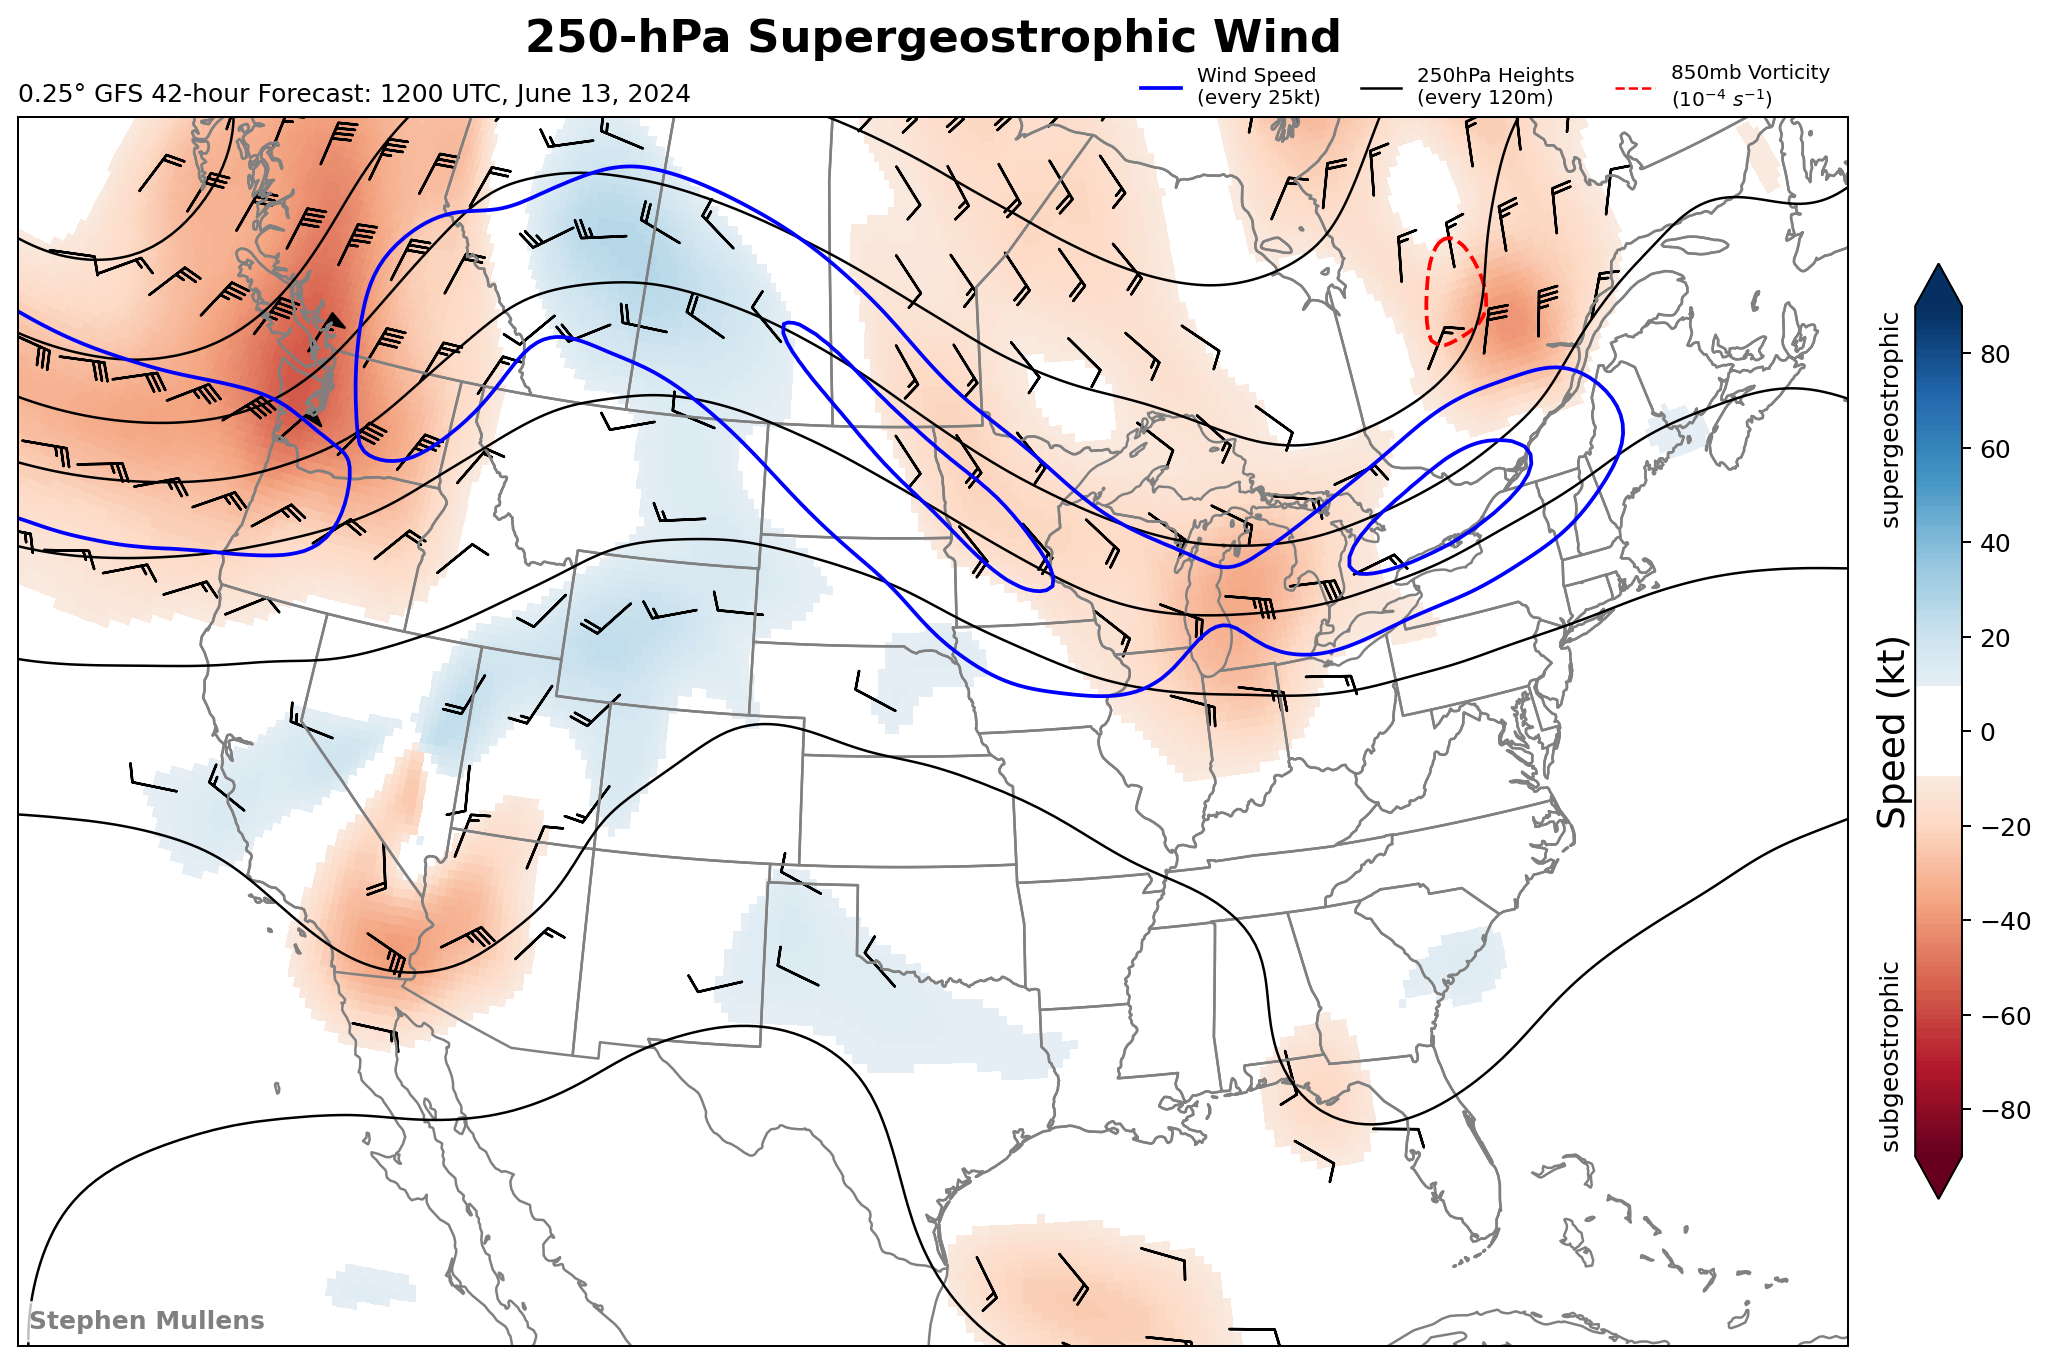 250-hPa Supergeostrophic Wind
0.25° GFS 42-hour Forecast: 1200 UTC, June 13, 2024
Wind Speed
(every 25kt)
250hPa Heights
(every 120m)
850mb Vorticity
(10⁻⁴ s⁻¹)
supergeostrophic
Speed (kt)
subgeostrophic
80
60
40
20
0
−20
−40
−60
−80
Stephen Mullens